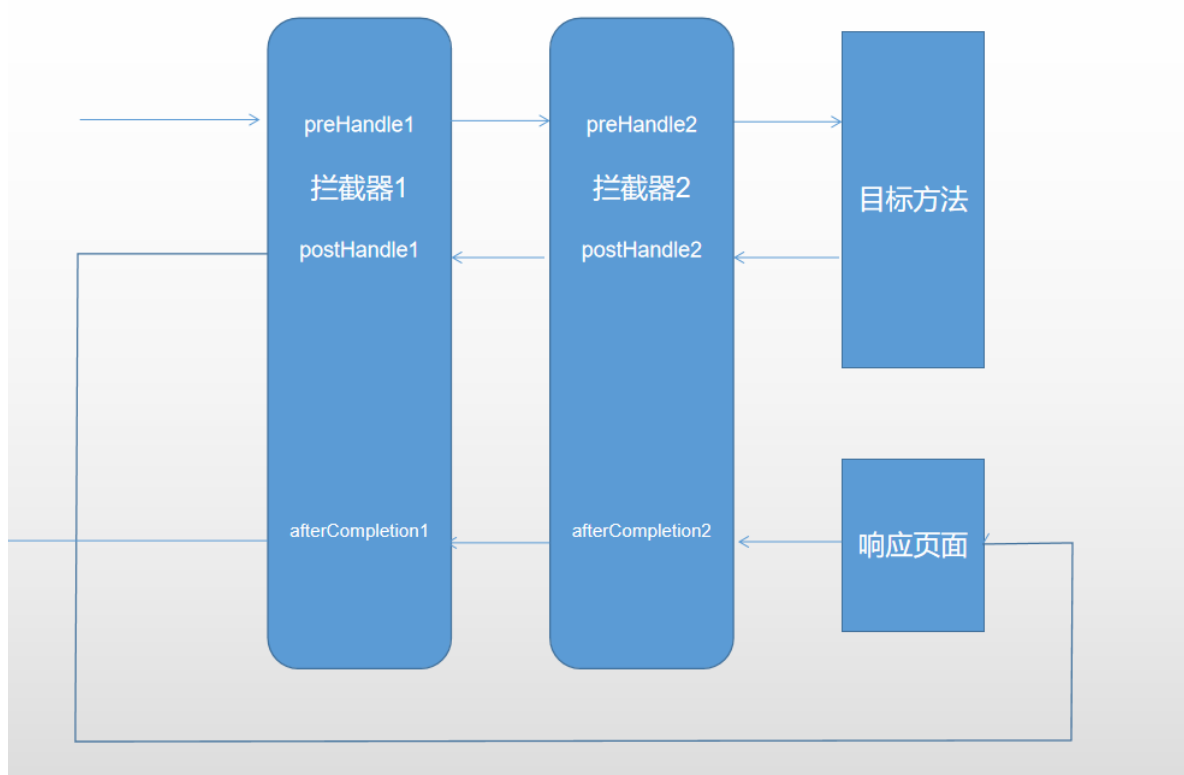 preHandle1
拦截器1
postHandle1
afterCompletion1
preHandle2
拦截器2
postHandle2
afterCompletion2
目标方法
响应页面